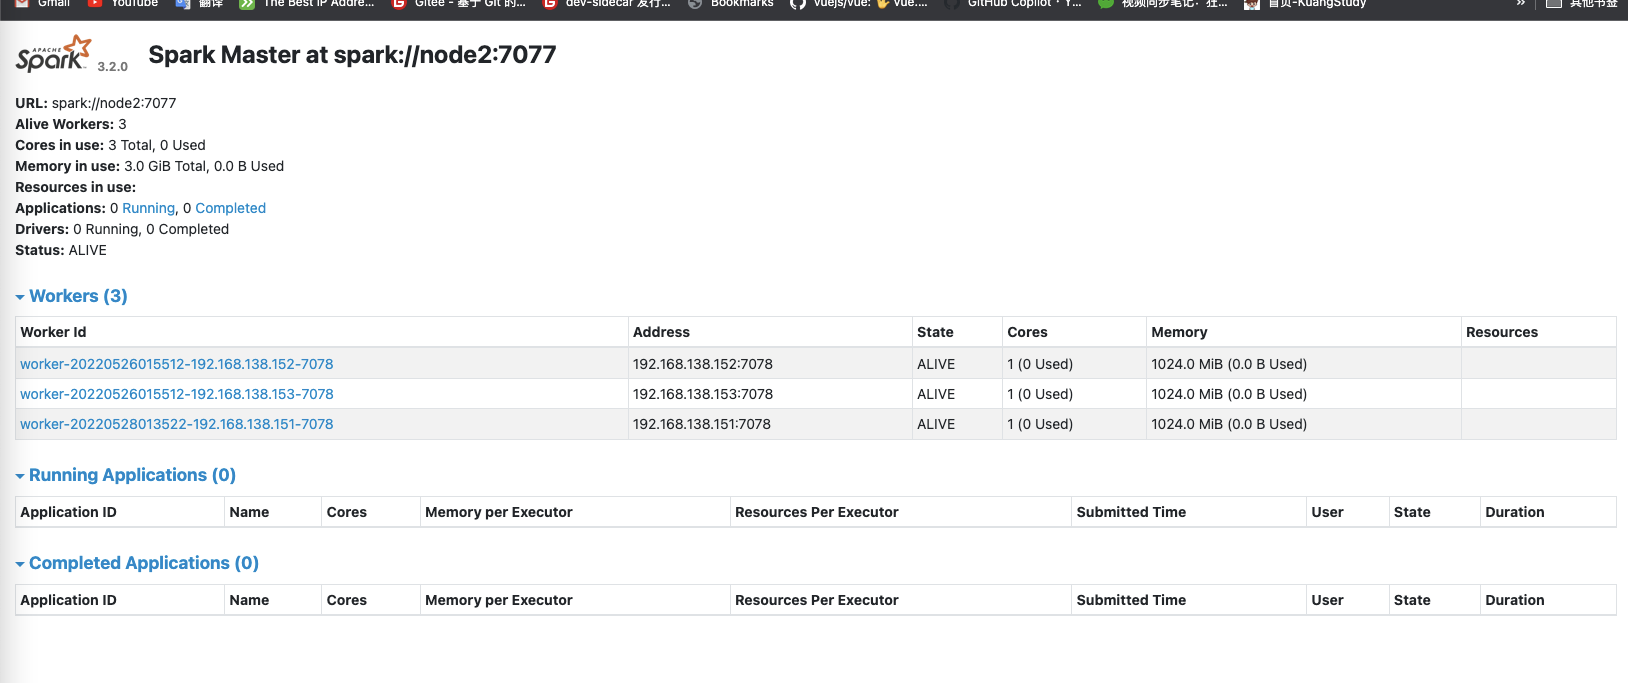 Gmail YouTube 翻译 The Best IP Addre... Gitee - 基于 Git 的... dev-sidecar 发行... Bookmarks vuejs/vue: Vue.... GitHub Copilot · Y... 视频同步笔记：狂... 首页-KuangStudy » 其他书签
APACHE Spark 3.2.0 Spark Master at spark://node2:7077
URL: spark://node2:7077
Alive Workers: 3
Cores in use: 3 Total, 0 Used
Memory in use: 3.0 GiB Total, 0.0 B Used
Resources in use:
Applications: 0 Running, 0 Completed
Drivers: 0 Running, 0 Completed
Status: ALIVE
Workers (3)
Worker Id Address State Cores Memory Resources
worker-20220526015512-192.168.138.152-7078 192.168.138.152:7078 ALIVE 1 (0 Used) 1024.0 MiB (0.0 B Used)
worker-20220526015512-192.168.138.153-7078 192.168.138.153:7078 ALIVE 1 (0 Used) 1024.0 MiB (0.0 B Used)
worker-20220528013522-192.168.138.151-7078 192.168.138.151:7078 ALIVE 1 (0 Used) 1024.0 MiB (0.0 B Used)
Running Applications (0)
Application ID Name Cores Memory per Executor Resources Per Executor Submitted Time User State Duration
Completed Applications (0)
Application ID Name Cores Memory per Executor Resources Per Executor Submitted Time User State Duration